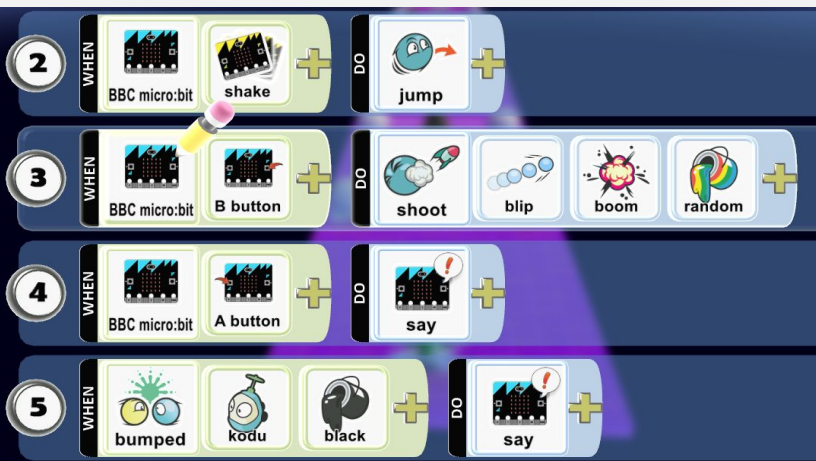 2 WHEN BBC micro:bit shake DO jump
3 WHEN BBC micro:bit B button DO shoot blip boom random
4 WHEN BBC micro:bit A button DO say
5 WHEN bumped kodu black DO say